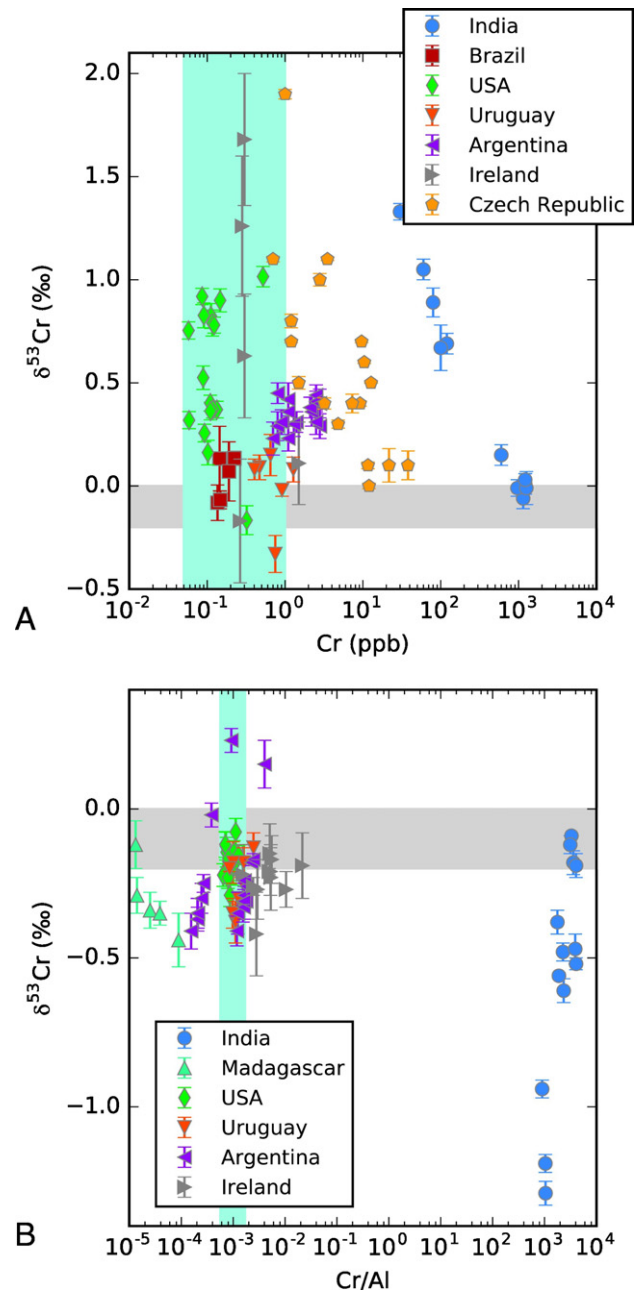 India
Brazil
USA
Uruguay
Argentina
Ireland
Czech Republic
2.0
1.5
1.0
0.5
0.0
−0.5
δ⁵³Cr (‰)
10⁻² 10⁻¹ 10⁰ 10¹ 10² 10³ 10⁴
Cr (ppb)
A
0.0
−0.5
−1.0
δ⁵³Cr (‰)
India
Madagascar
USA
Uruguay
Argentina
Ireland
10⁻⁵ 10⁻⁴ 10⁻³ 10⁻² 10⁻¹ 10⁰ 10¹ 10² 10³ 10⁴
Cr/Al
B